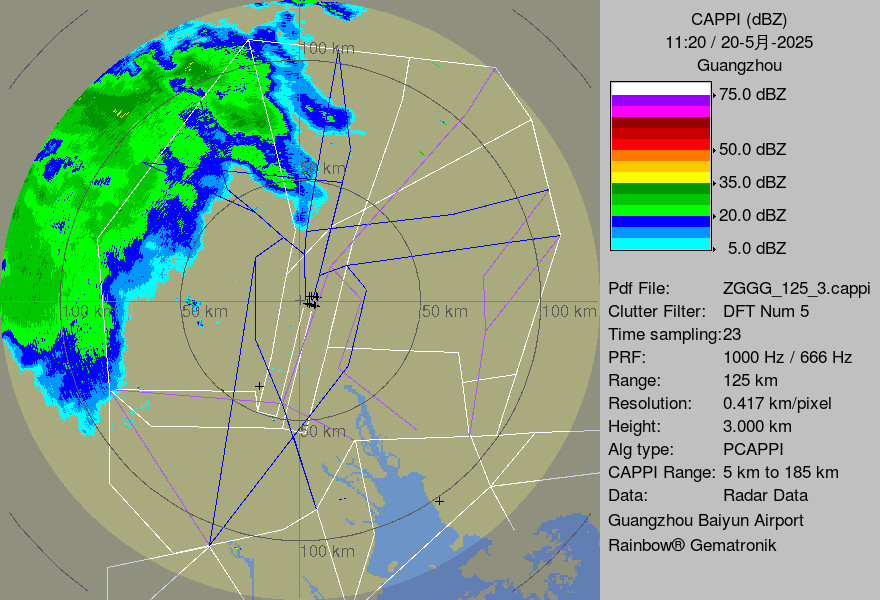 CAPPI (dBZ)
11:20 / 20-5月-2025
Guangzhou
75.0 dBZ
50.0 dBZ
35.0 dBZ
20.0 dBZ
5.0 dBZ
Pdf File: ZGGG_125_3.cappi
Clutter Filter: DFT Num 5
Time sampling:23
PRF: 1000 Hz / 666 Hz
Range: 125 km
Resolution: 0.417 km/pixel
Height: 3.000 km
Alg type: PCAPPI
CAPPI Range: 5 km to 185 km
Data: Radar Data
Guangzhou Baiyun Airport
Rainbow® Gematronik
100 km
50 km
100 km
50 km
50 km
100 km
50 km
100 km